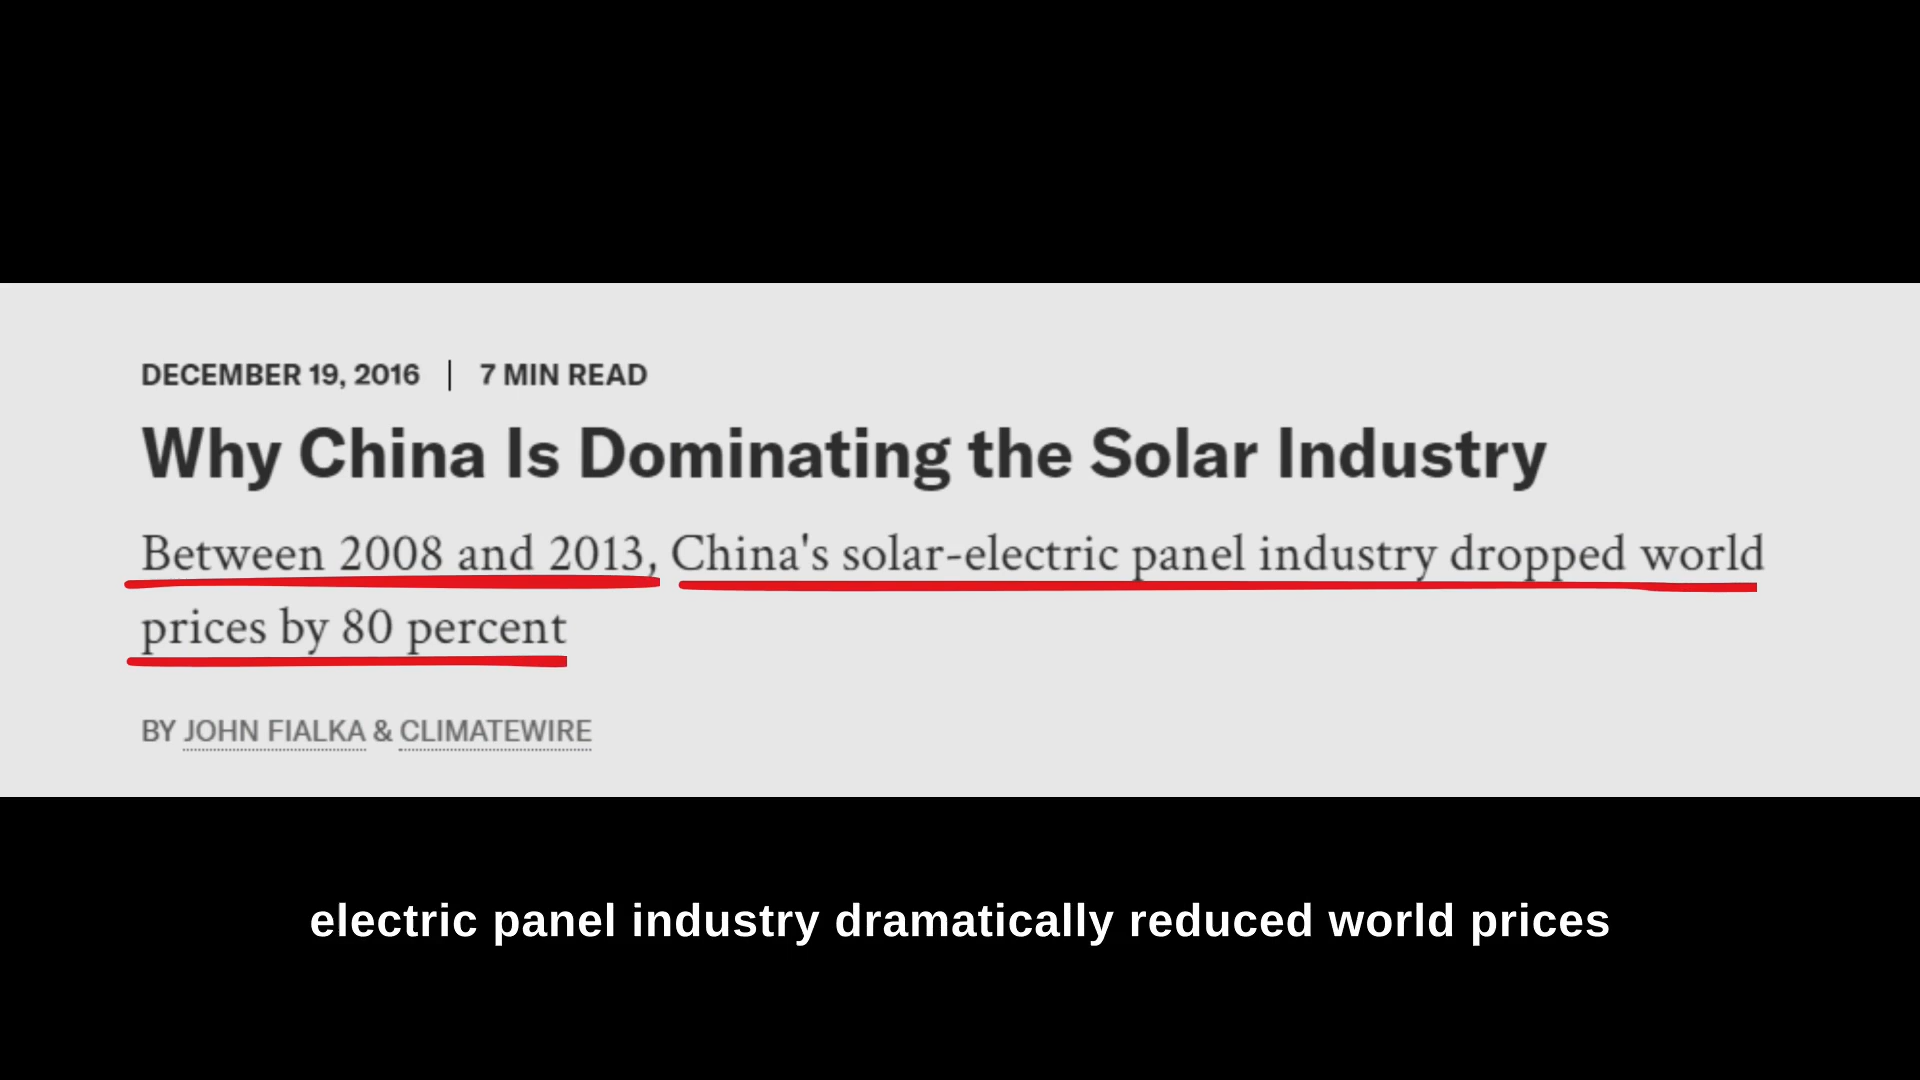 DECEMBER 19, 2016 | 7 MIN READ
Why China Is Dominating the Solar Industry
Between 2008 and 2013, China's solar-electric panel industry dropped world
prices by 80 percent
BY JOHN FIALKA & CLIMATEWIRE
electric panel industry dramatically reduced world prices